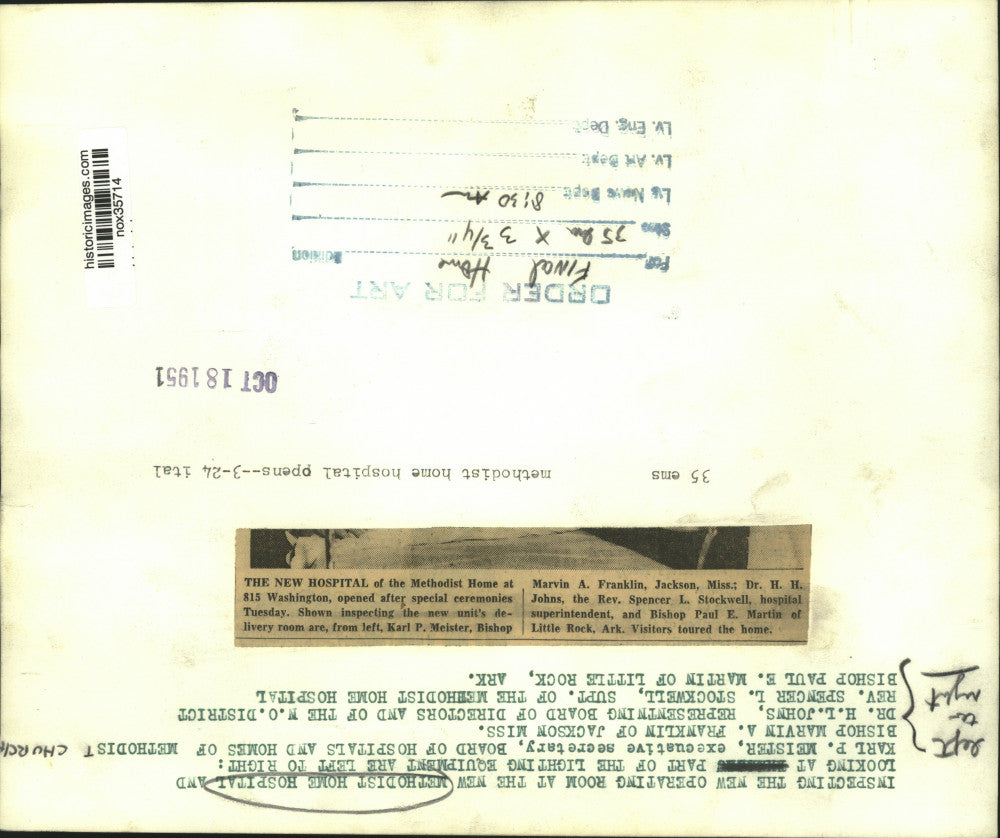 historicimages.com
nox35714
ORDER FOR ART
For FINAL Home Edition
Size 35 em X 3 3/4"
Lvs News Dept. 8:30 Am
Lv. Art Dept.
Lv. Eng. Dept.
OCT 18 1951
35 ems methodist home hospital opens--3-24 ital
THE NEW HOSPITAL of the Methodist Home at
815 Washington, opened after special ceremonies
Tuesday. Shown inspecting the new unit's de-
livery room are, from left, Karl P. Meister, Bishop
Marvin A. Franklin, Jackson, Miss.; Dr. H. H.
Johns, the Rev. Spencer L. Stockwell, hospital
superintendent, and Bishop Paul E. Martin of
Little Rock, Ark. Visitors toured the home.
INSPECTING THE NEW OPERATING ROOM AT THE NEW METHODIST HOME HOSPITAL AND
LOOKING AT PART OF THE LIGHTING EQUIPMENT ARE LEFT TO RIGHT:
KARL P. MEISTER, execuative secretary, BOARD OF HOSPITALS AND HOMES OF METHODIST CHURCH
BISHOP MARVIN A. FRANKLIN OF JACKSON MISS.
DR. H.L.JOHNS, REPRESENTING BOARD OF DIRECTORS AND OF THE N.O.DISTRICT
REV. SPENCER L. STOCKWELL, SUPT. OF THE METHODIST HOME HOSPITAL
BISHOP PAUL E. MARTIN OF LITTLE ROCK, ARK.
left
to
right